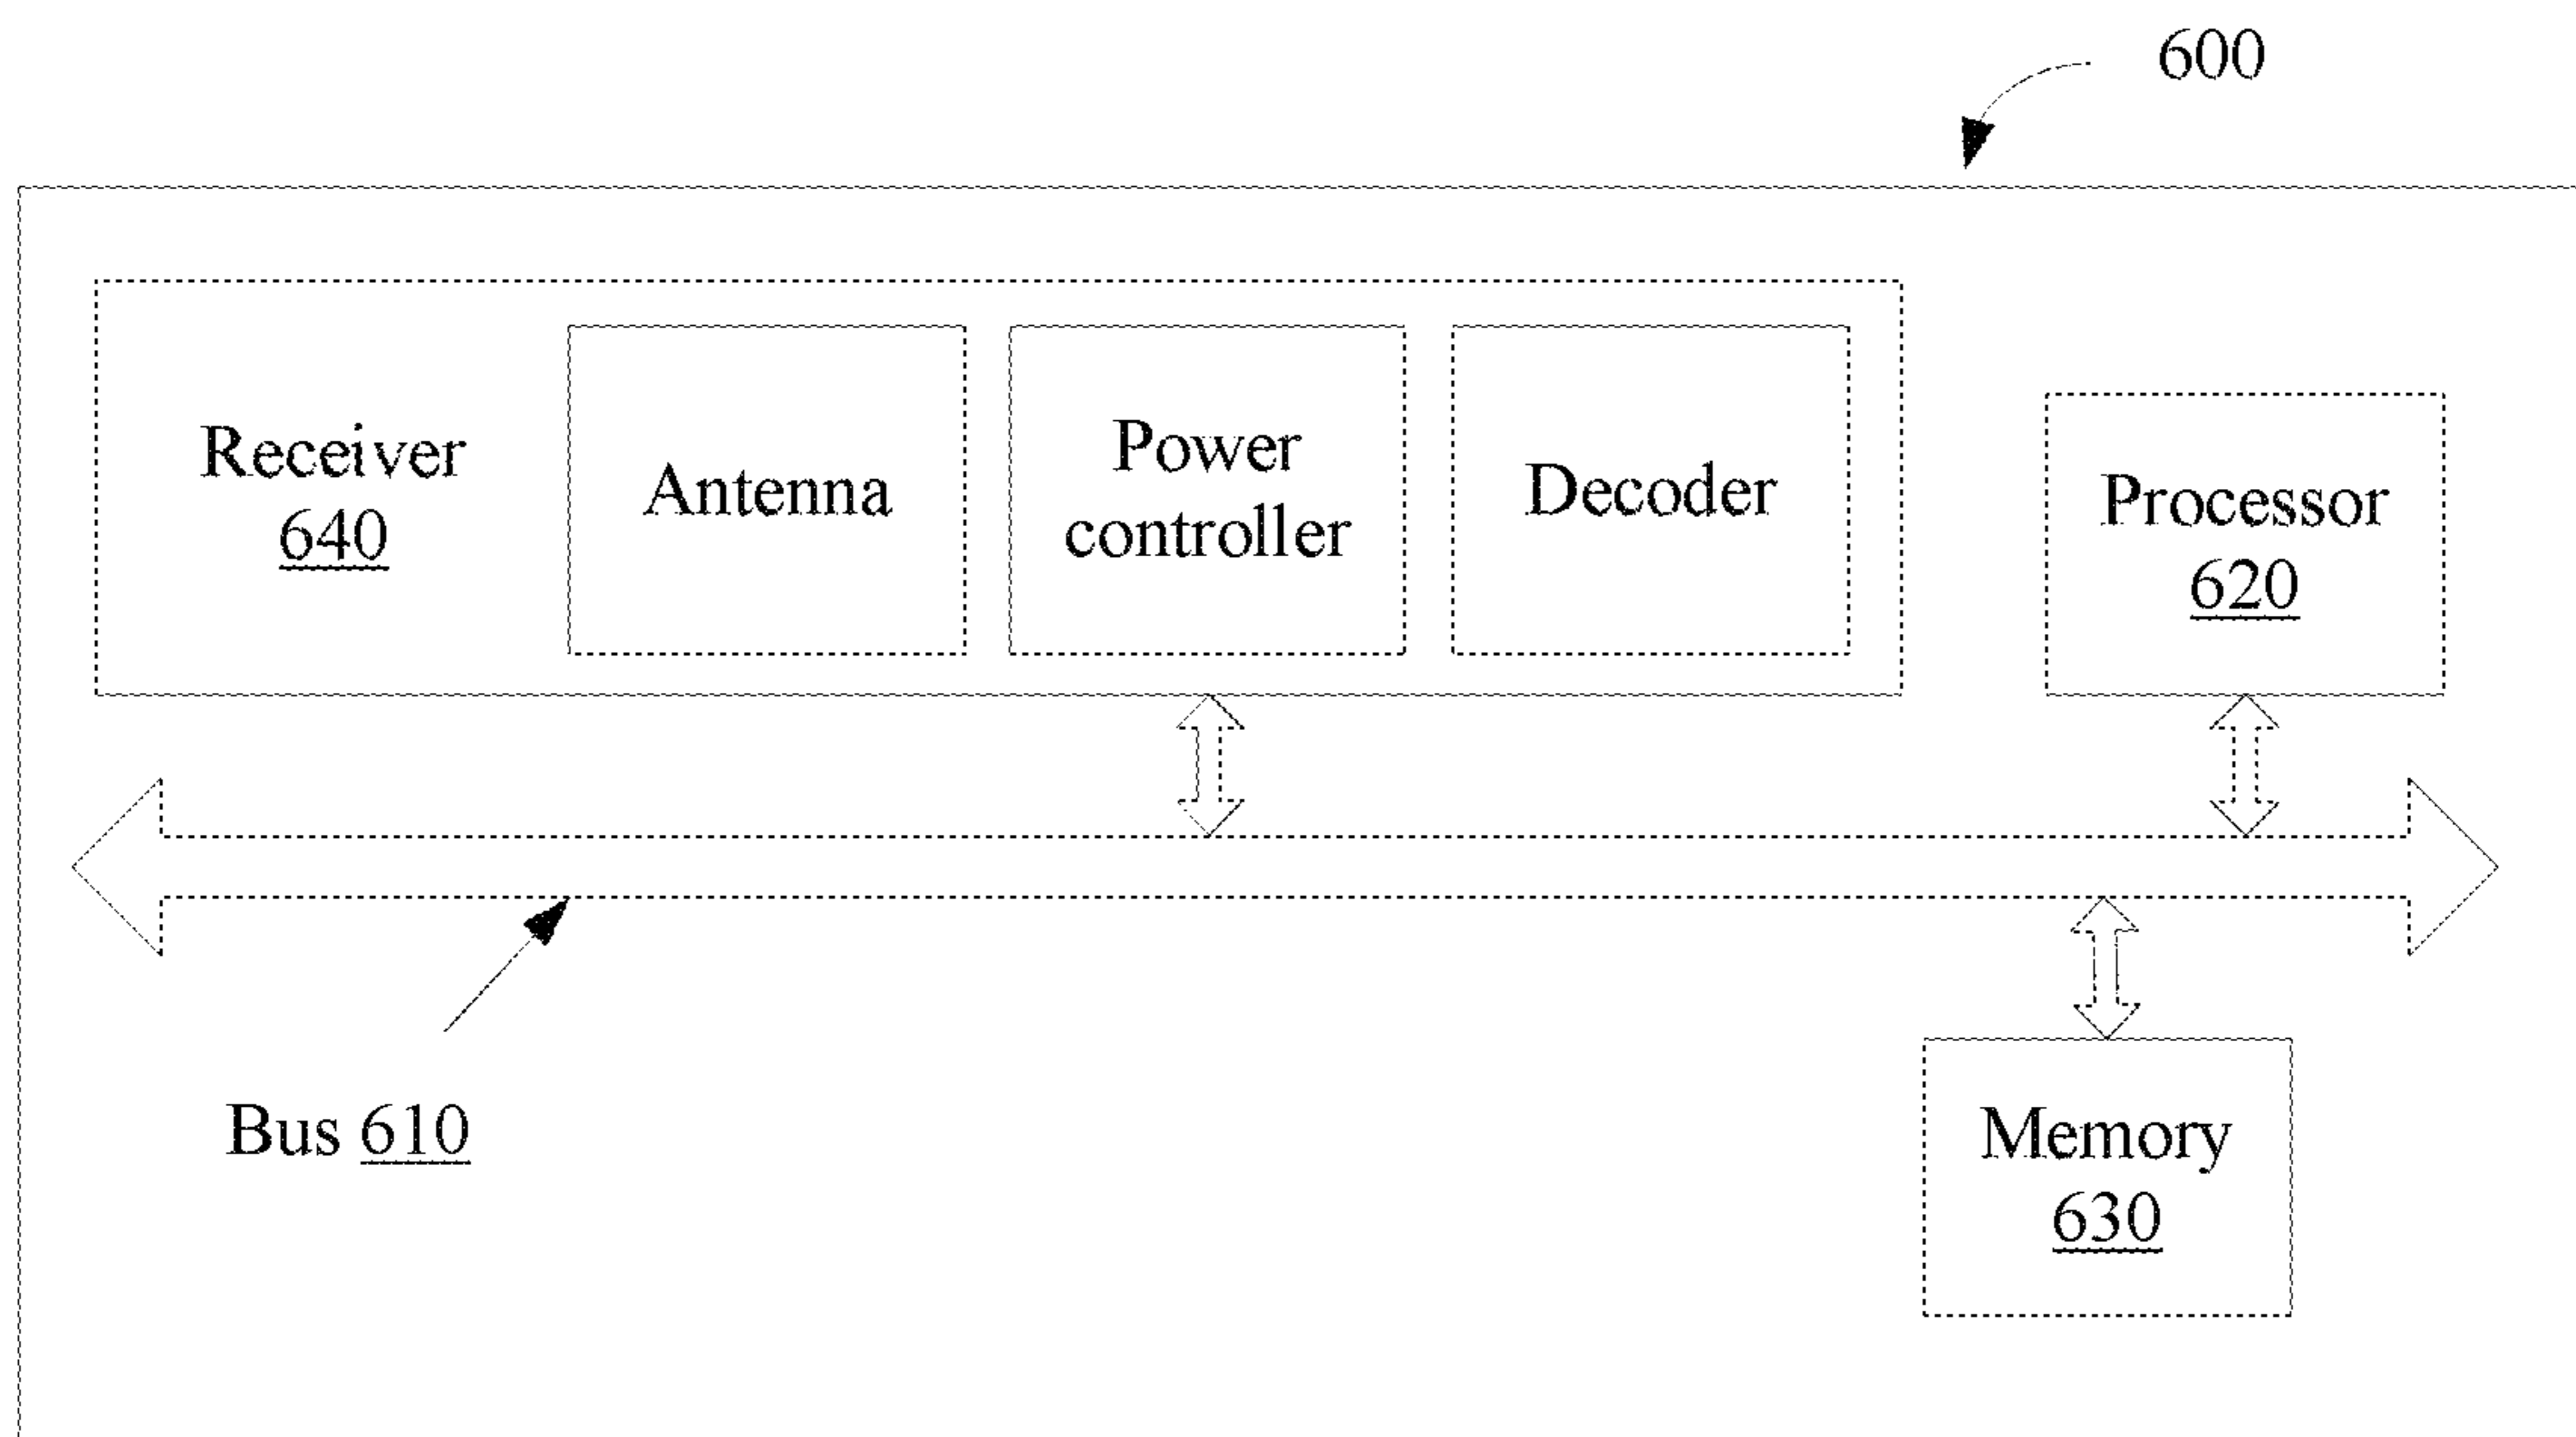 600
Receiver
640
Antenna
Power
controller
Decoder
Processor
620
Bus 610
Memory
630